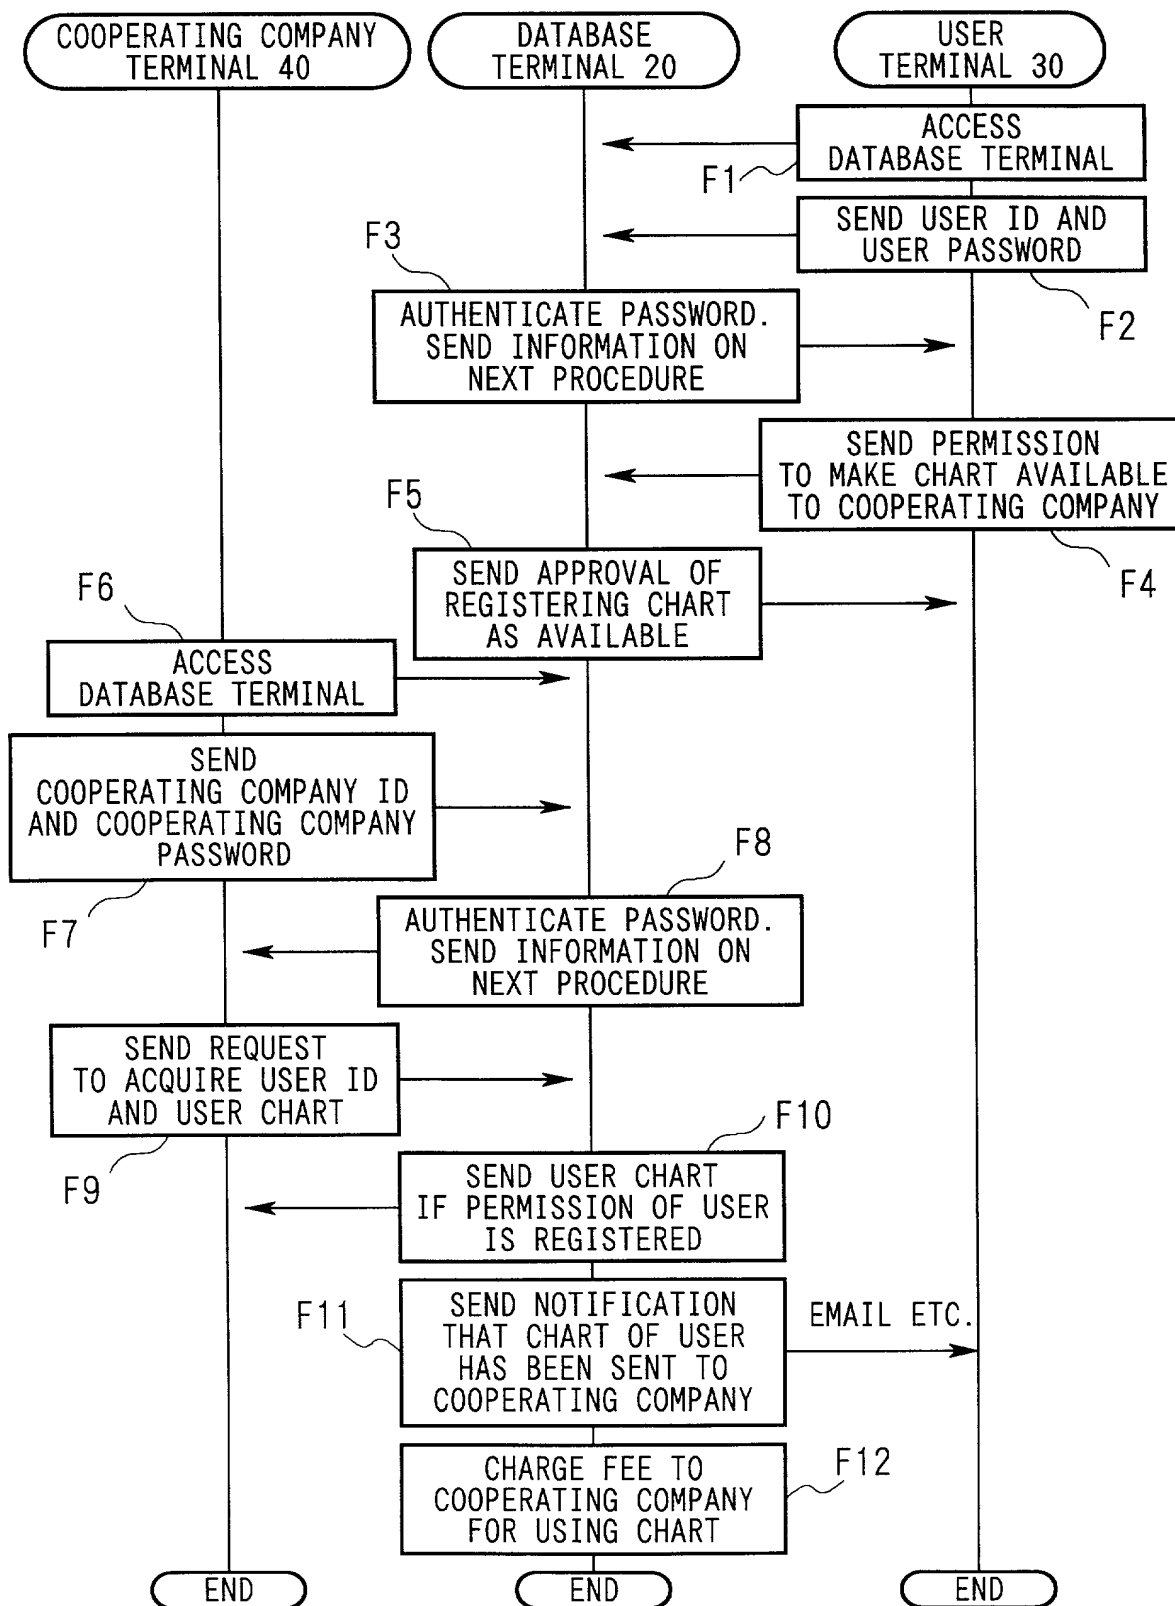 COOPERATING COMPANY
TERMINAL 40
DATABASE
TERMINAL 20
USER
TERMINAL 30
ACCESS
DATABASE TERMINAL
F1
SEND USER ID AND
USER PASSWORD
F2
F3
AUTHENTICATE PASSWORD.
SEND INFORMATION ON
NEXT PROCEDURE
SEND PERMISSION
TO MAKE CHART AVAILABLE
TO COOPERATING COMPANY
F4
F5
SEND APPROVAL OF
REGISTERING CHART
AS AVAILABLE
F6
ACCESS
DATABASE TERMINAL
SEND
COOPERATING COMPANY ID
AND COOPERATING COMPANY
PASSWORD
F7
F8
AUTHENTICATE PASSWORD.
SEND INFORMATION ON
NEXT PROCEDURE
SEND REQUEST
TO ACQUIRE USER ID
AND USER CHART
F9
F10
SEND USER CHART
IF PERMISSION OF USER
IS REGISTERED
F11
SEND NOTIFICATION
THAT CHART OF USER
HAS BEEN SENT TO
COOPERATING COMPANY
EMAIL ETC.
CHARGE FEE TO
COOPERATING COMPANY
FOR USING CHART
F12
END
END
END